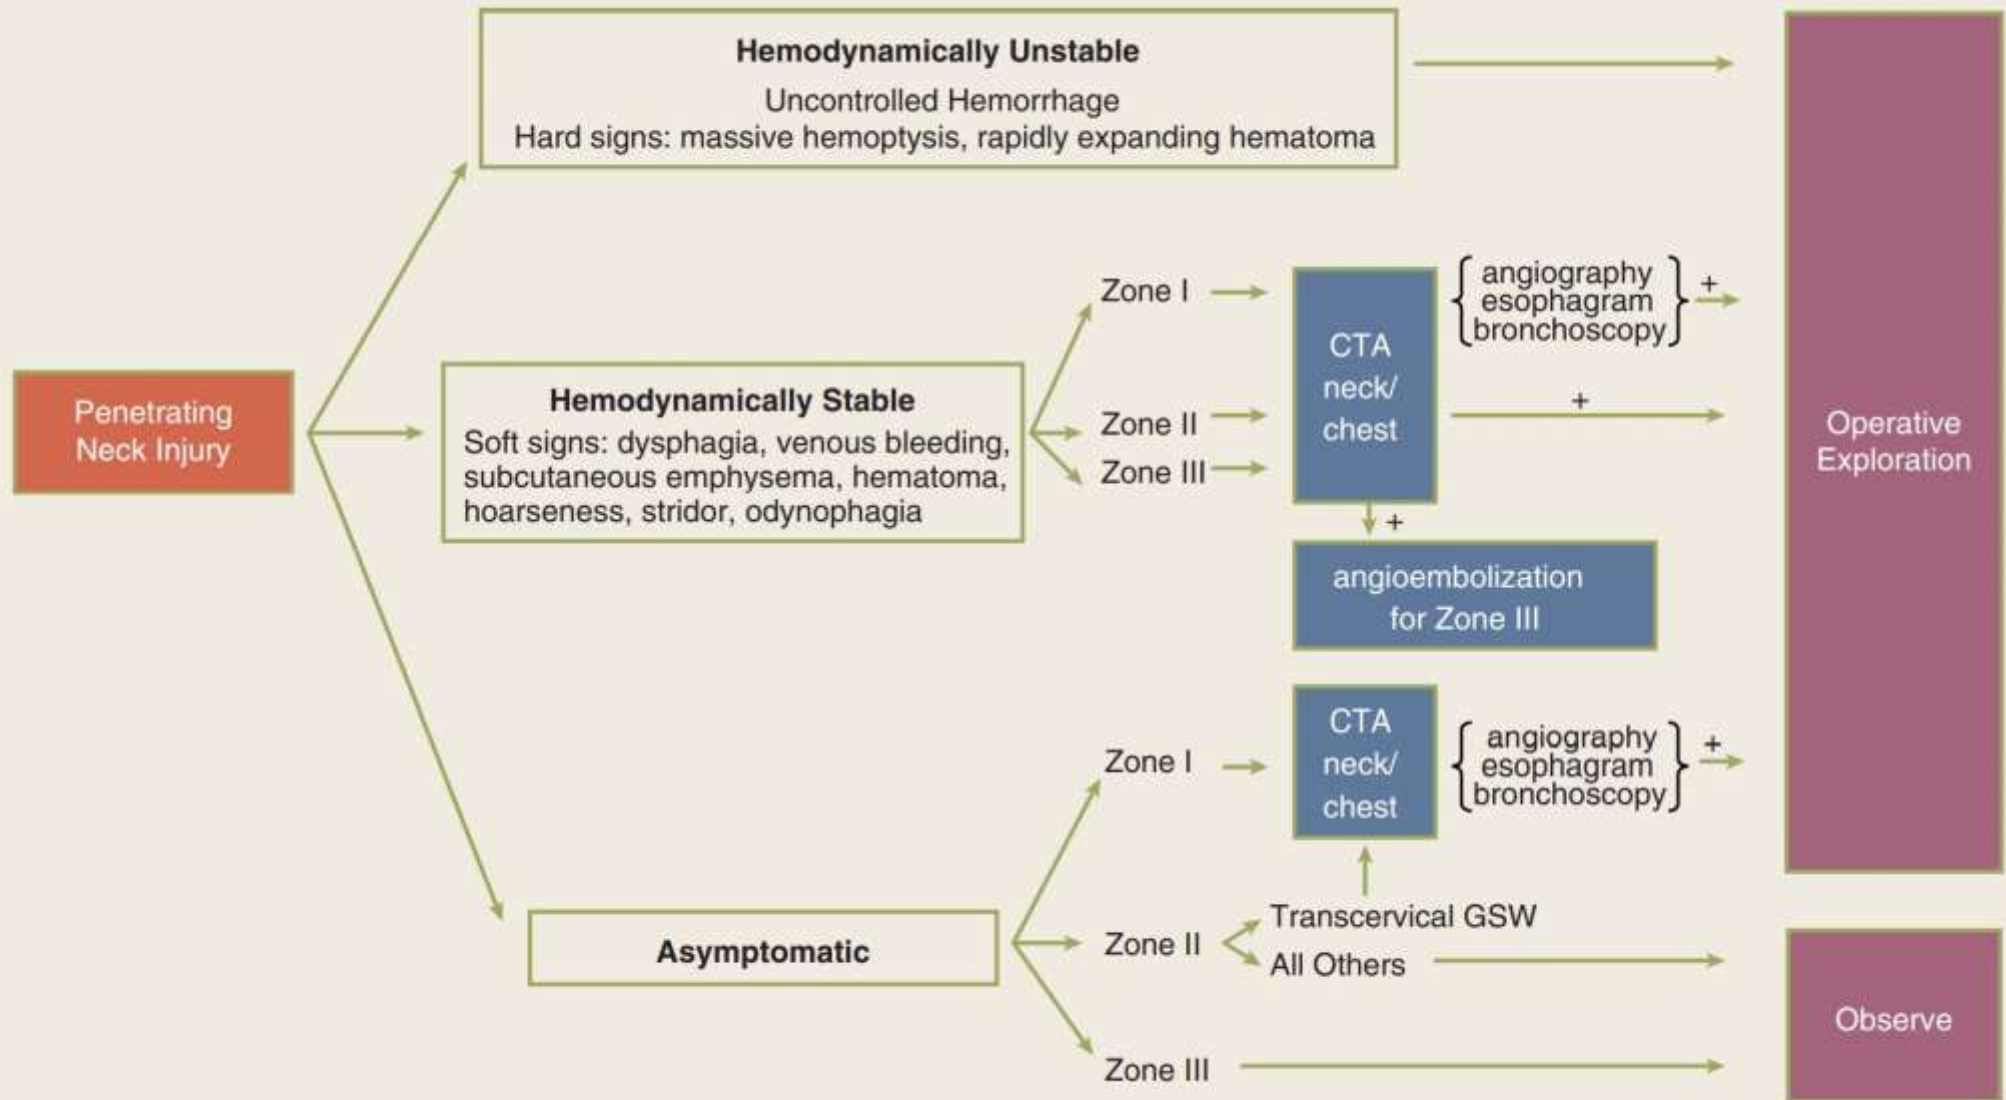 Hemodynamically Unstable
Uncontrolled Hemorrhage
Hard signs: massive hemoptysis, rapidly expanding hematoma
Penetrating
Neck Injury
Hemodynamically Stable
Soft signs: dysphagia, venous bleeding,
subcutaneous emphysema, hematoma,
hoarseness, stridor, odynophagia
Zone I
Zone II
Zone III
CTA
neck/
chest
angiography
esophagram
bronchoscopy
+
+
+
angioembolization
for Zone III
Operative
Exploration
Asymptomatic
Zone I
CTA
neck/
chest
angiography
esophagram
bronchoscopy
+
Zone II
Transcervical GSW
All Others
Zone III
Observe